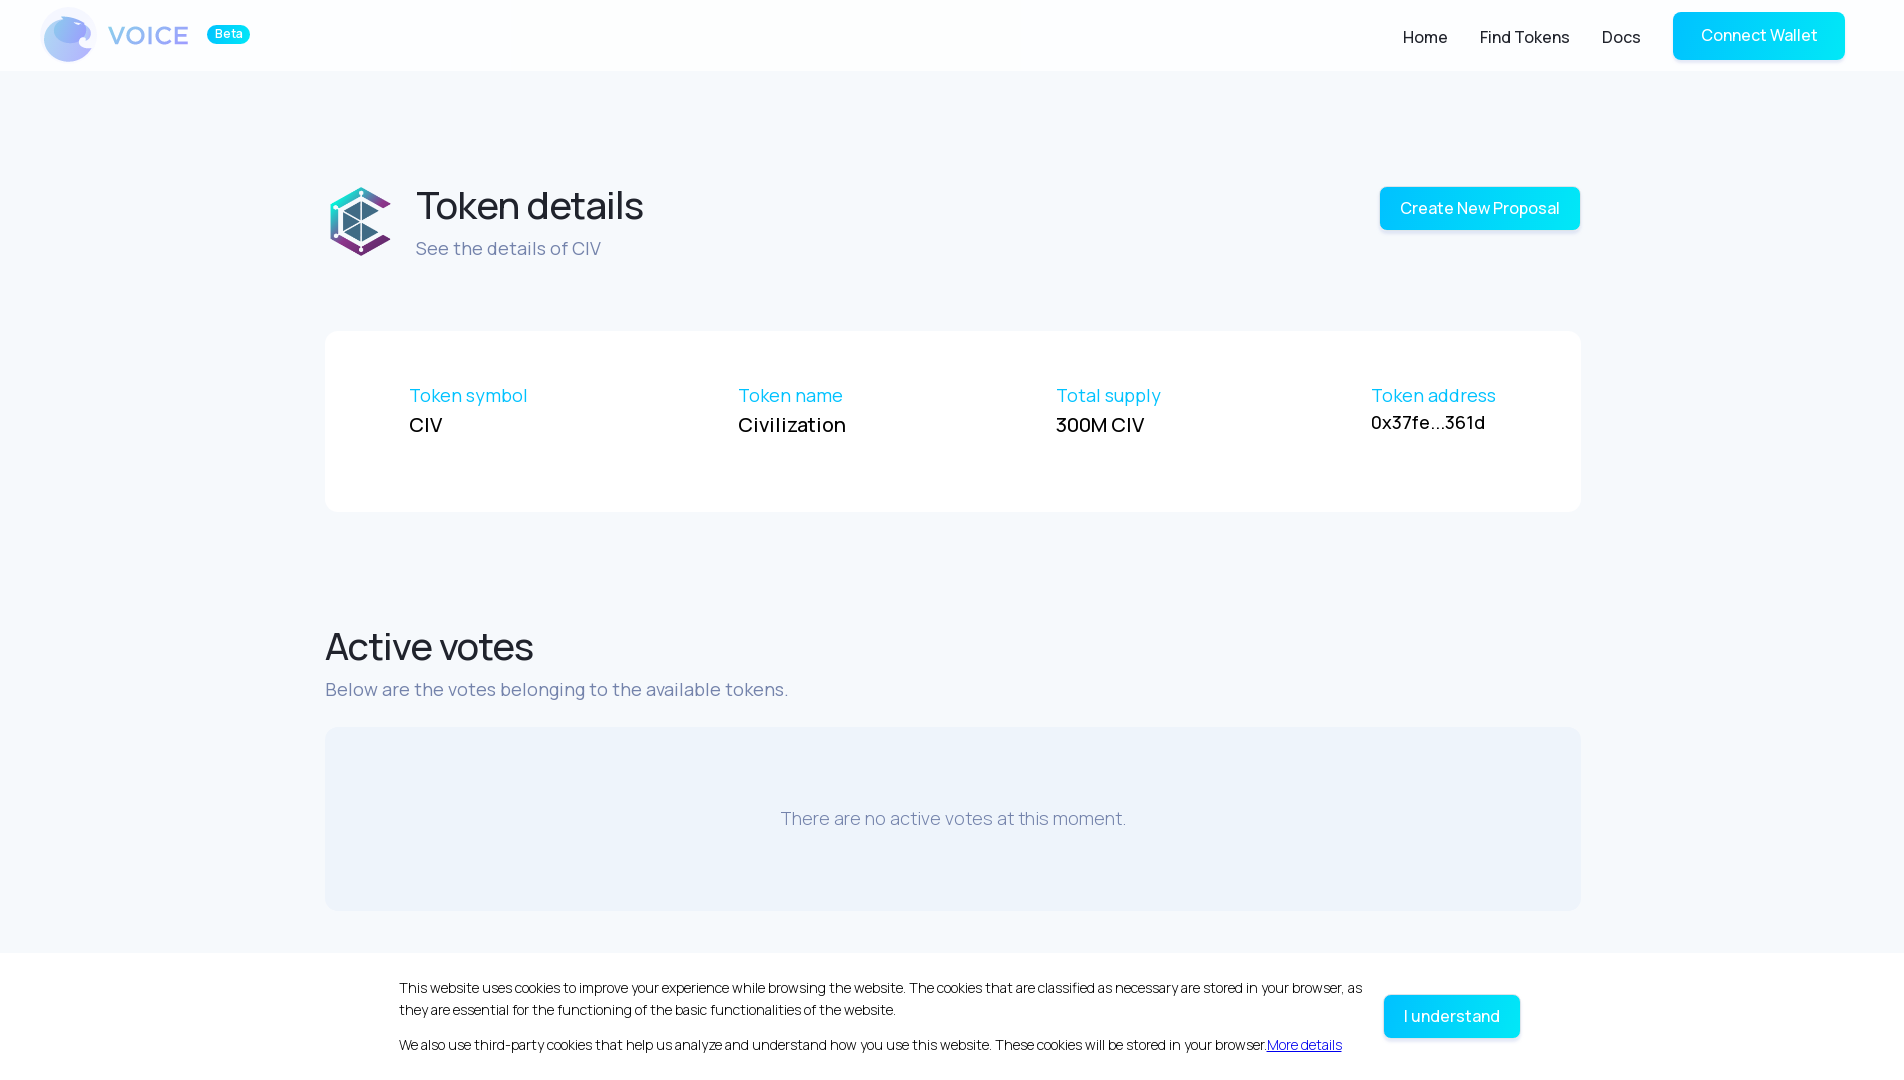 VOICE
Beta
Home
Find Tokens
Docs
Connect Wallet
Token details
See the details of CIV
Create New Proposal
Token symbol
CIV
Token name
Civilization
Total supply
300M CIV
Token address
0x37fe...361d
Active votes
Below are the votes belonging to the available tokens.
There are no active votes at this moment.
This website uses cookies to improve your experience while browsing the website. The cookies that are classified as necessary are stored in your browser, as
they are essential for the functioning of the basic functionalities of the website.
We also use third-party cookies that help us analyze and understand how you use this website. These cookies will be stored in your browser.More details
I understand